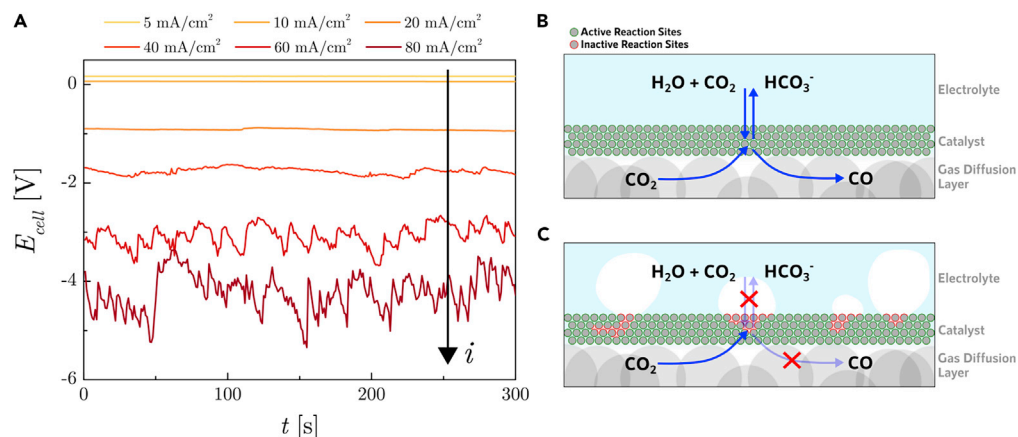 A
5 mA/cm² 10 mA/cm² 20 mA/cm²
40 mA/cm² 60 mA/cm² 80 mA/cm²
0
-2
-4
-6
E_cell [V]
0 100 200 300
t [s]
i
B
Active Reaction Sites
Inactive Reaction Sites
H₂O + CO₂ HCO₃⁻
Electrolyte
Catalyst
CO₂ CO
Gas Diffusion
Layer
C
H₂O + CO₂ HCO₃⁻
Electrolyte
Catalyst
CO₂ CO
Gas Diffusion
Layer